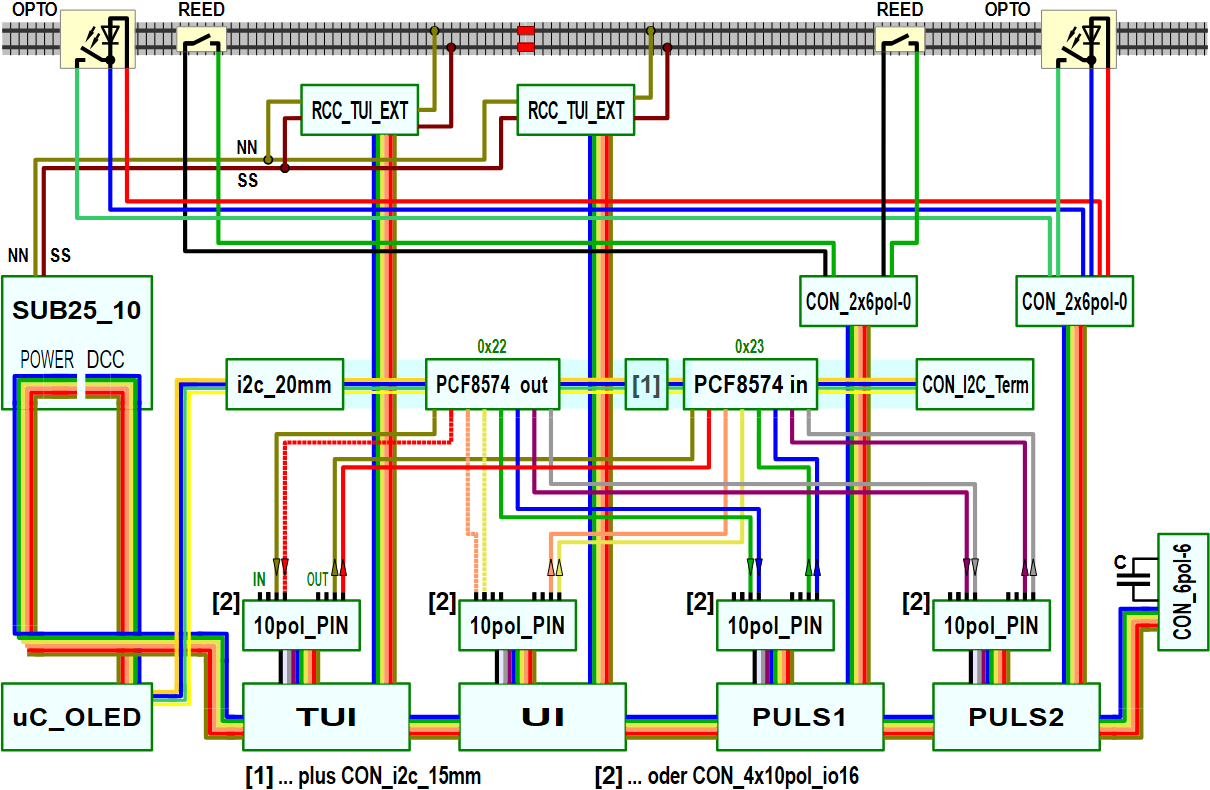 OPTO
REED
REED
OPTO
RCC_TUI_EXT
RCC_TUI_EXT
NN
SS
NN SS
SUB25_10
POWER DCC
CON_2x6pol-0
CON_2x6pol-0
0x22
0x23
i2c_20mm
PCF8574 out
[1]
PCF8574 in
CON_I2C_Term
C
CON_6pol-6
IN
OUT
[2]
10pol_PIN
[2]
10pol_PIN
[2]
10pol_PIN
[2]
10pol_PIN
uC_OLED
TUI
UI
PULS1
PULS2
[1] ... plus CON_i2c_15mm
[2] ... oder CON_4x10pol_io16